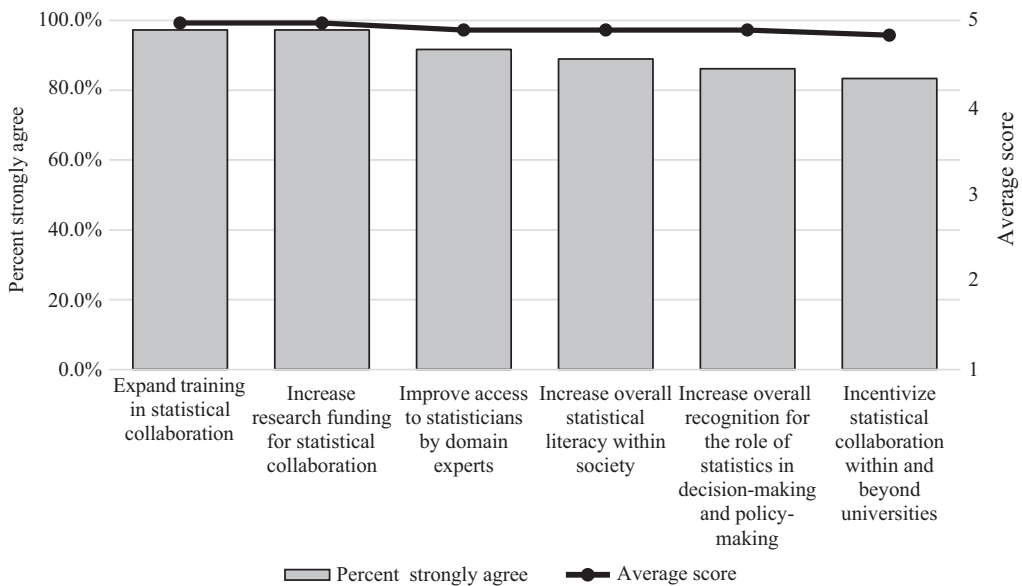 Percent strongly agree
100.0%
80.0%
60.0%
40.0%
20.0%
0.0%
Average score
5
4
3
2
1
Expand training
in statistical
collaboration
Increase
research funding
for statistical
collaboration
Improve access
to statisticians
by domain
experts
Increase overall
statistical
literacy within
society
Increase overall
recognition for
the role of
statistics in
decision-making
and policy-
making
Incentivize
statistical
collaboration
within and
beyond
universities
Percent strongly agree
Average score